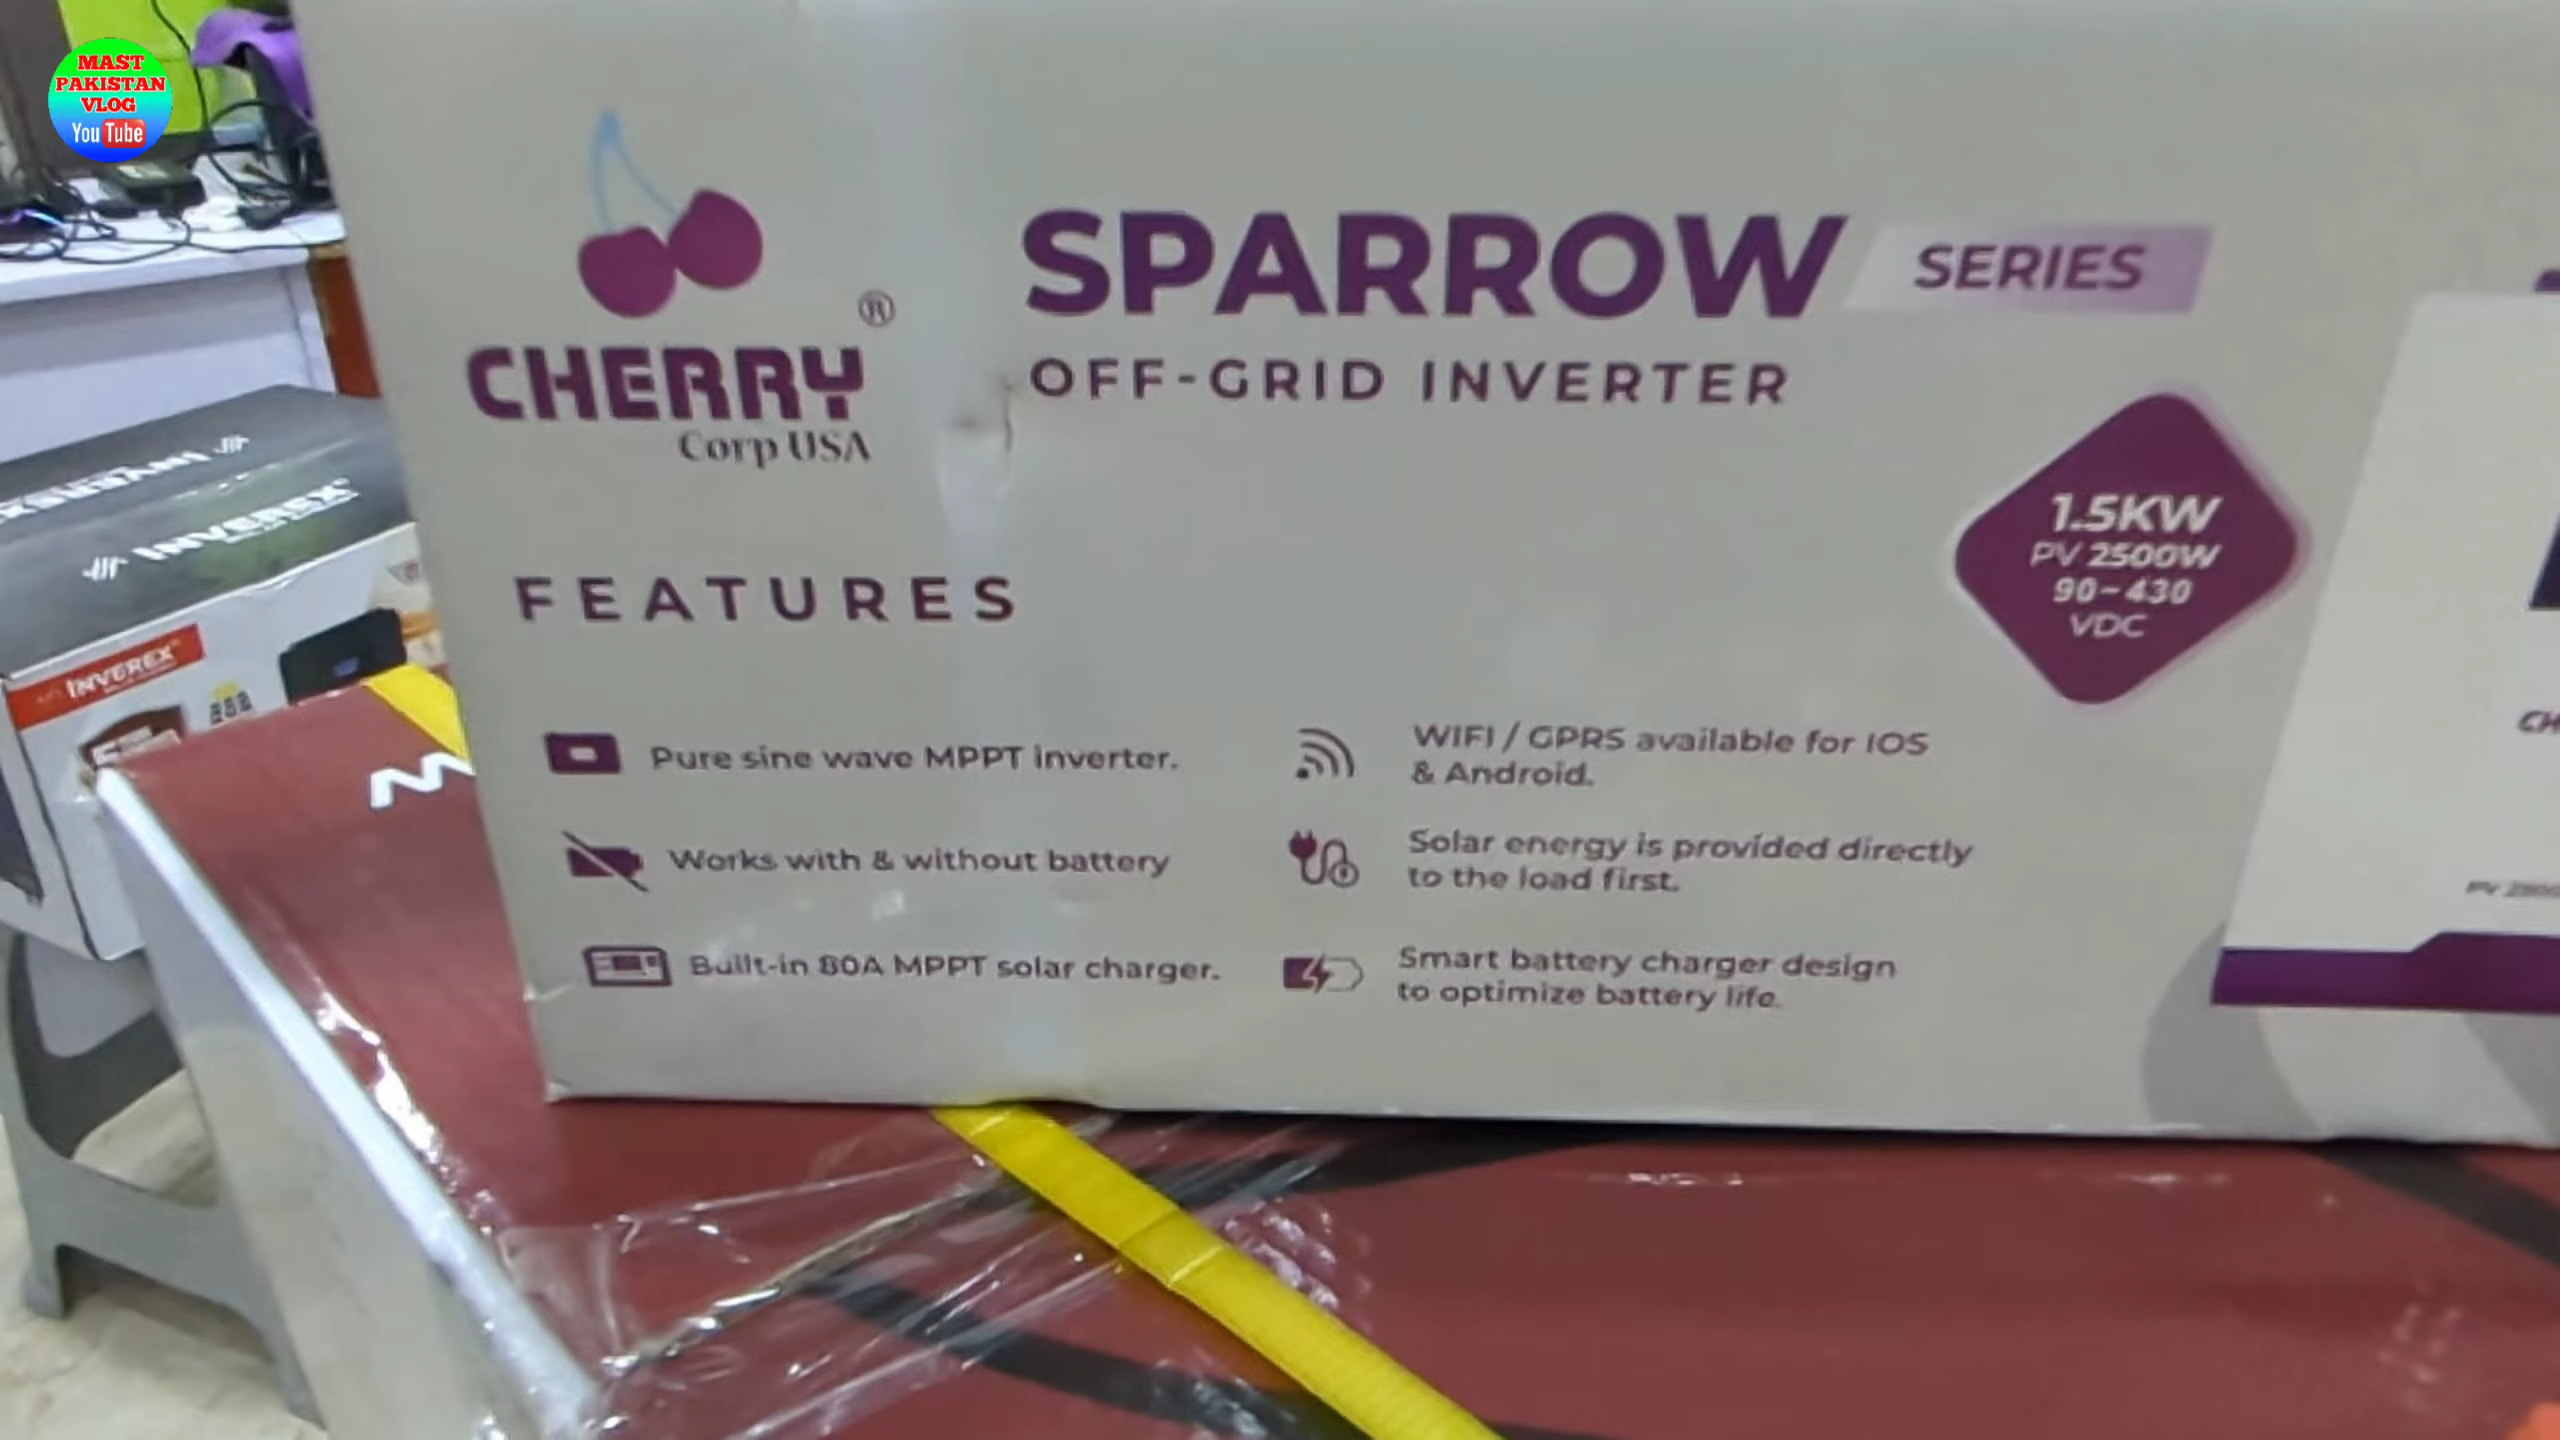 MAST
PAKISTAN
VLOG
You Tube
CHERRY ®
Corp USA
SPARROW SERIES
OFF-GRID INVERTER
1.5KW
PV 2500W
90~430
VDC
FEATURES
Pure sine wave MPPT inverter.
Works with & without battery
Built-in 80A MPPT solar charger.
WIFI / GPRS available for IOS
& Android.
Solar energy is provided directly
to the load first.
Smart battery charger design
to optimize battery life.
INVEREX
INVEREX
CH